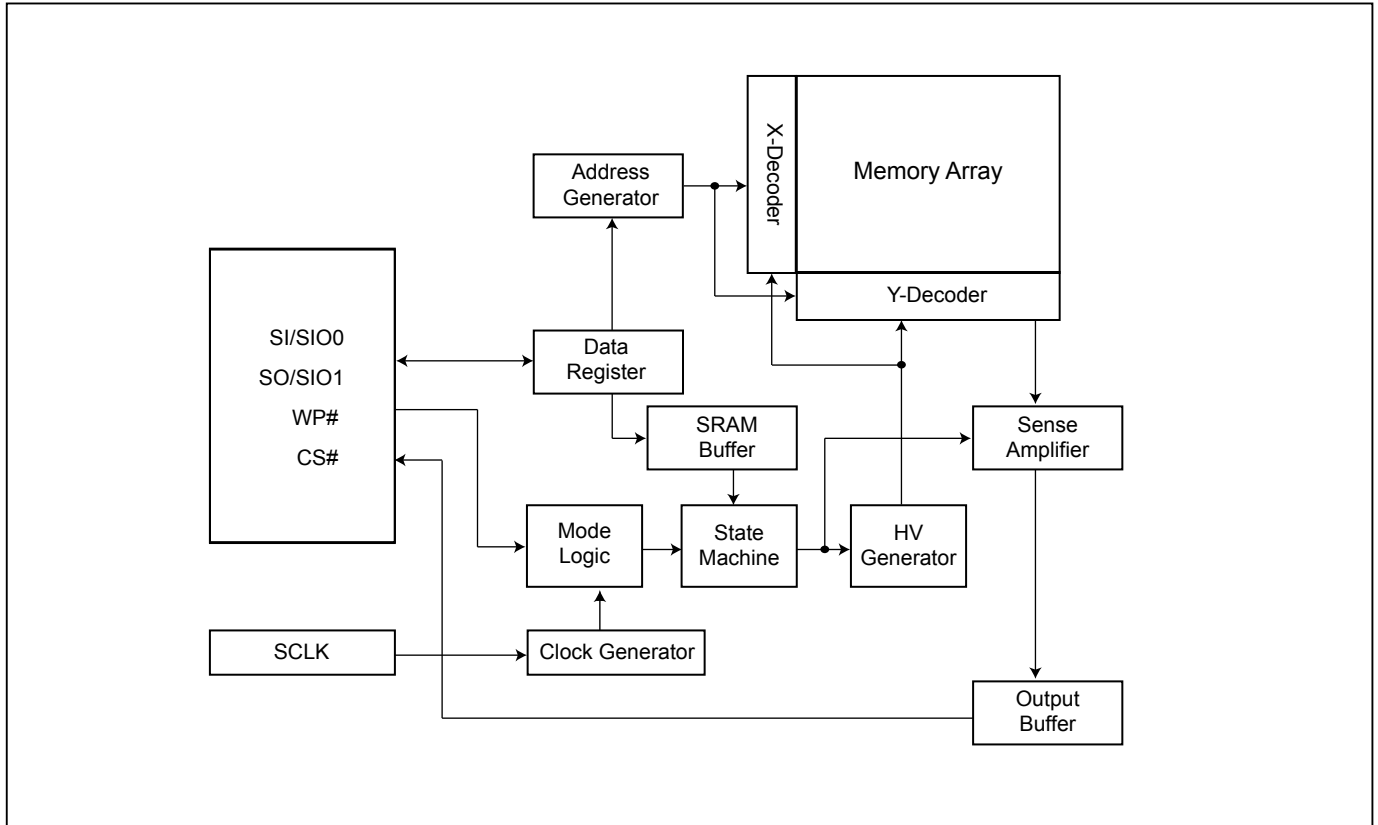 X-Decoder
Memory Array
Address
Generator
Y-Decoder
SI/SIO0
SO/SIO1
WP#
CS#
Data
Register
SRAM
Buffer
Sense
Amplifier
Mode
Logic
State
Machine
HV
Generator
SCLK
Clock Generator
Output
Buffer